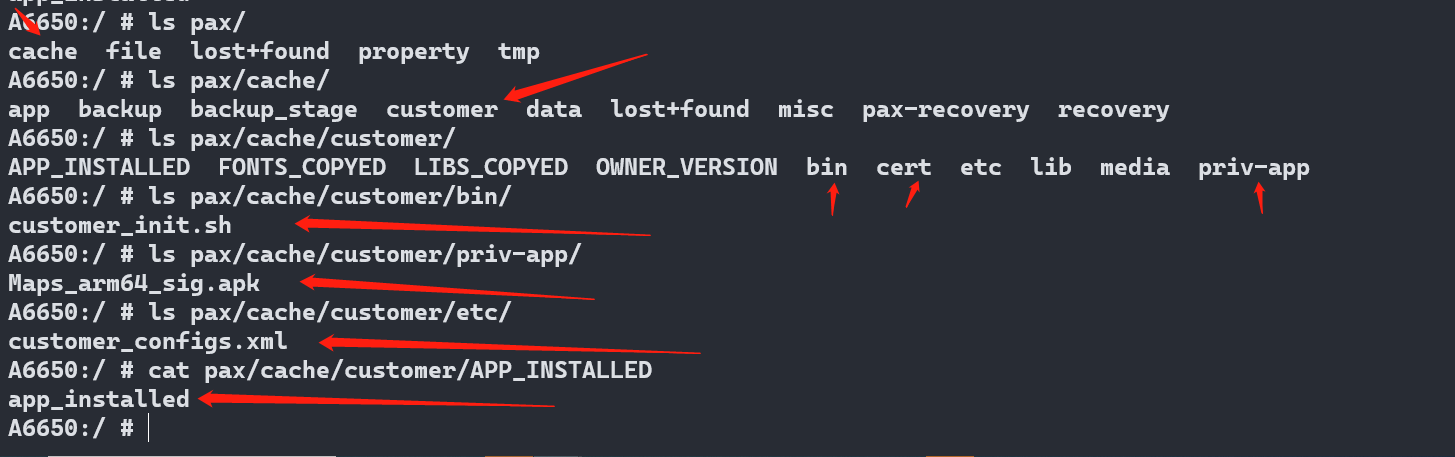 A6650:/ # ls pax/
cache  file  lost+found  property  tmp
A6650:/ # ls pax/cache/
app  backup  backup_stage  customer  data  lost+found  misc  pax-recovery  recovery
A6650:/ # ls pax/cache/customer/
APP_INSTALLED  FONTS_COPYED  LIBS_COPYED  OWNER_VERSION  bin  cert  etc  lib  media  priv-app
A6650:/ # ls pax/cache/customer/bin/
customer_init.sh
A6650:/ # ls pax/cache/customer/priv-app/
Maps_arm64_sig.apk
A6650:/ # ls pax/cache/customer/etc/
customer_configs.xml
A6650:/ # cat pax/cache/customer/APP_INSTALLED
app_installed
A6650:/ #